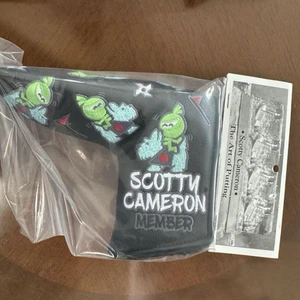 SCOTTY
CAMERON
MEMBER
• Scotty Cameron •
The Art of Putting